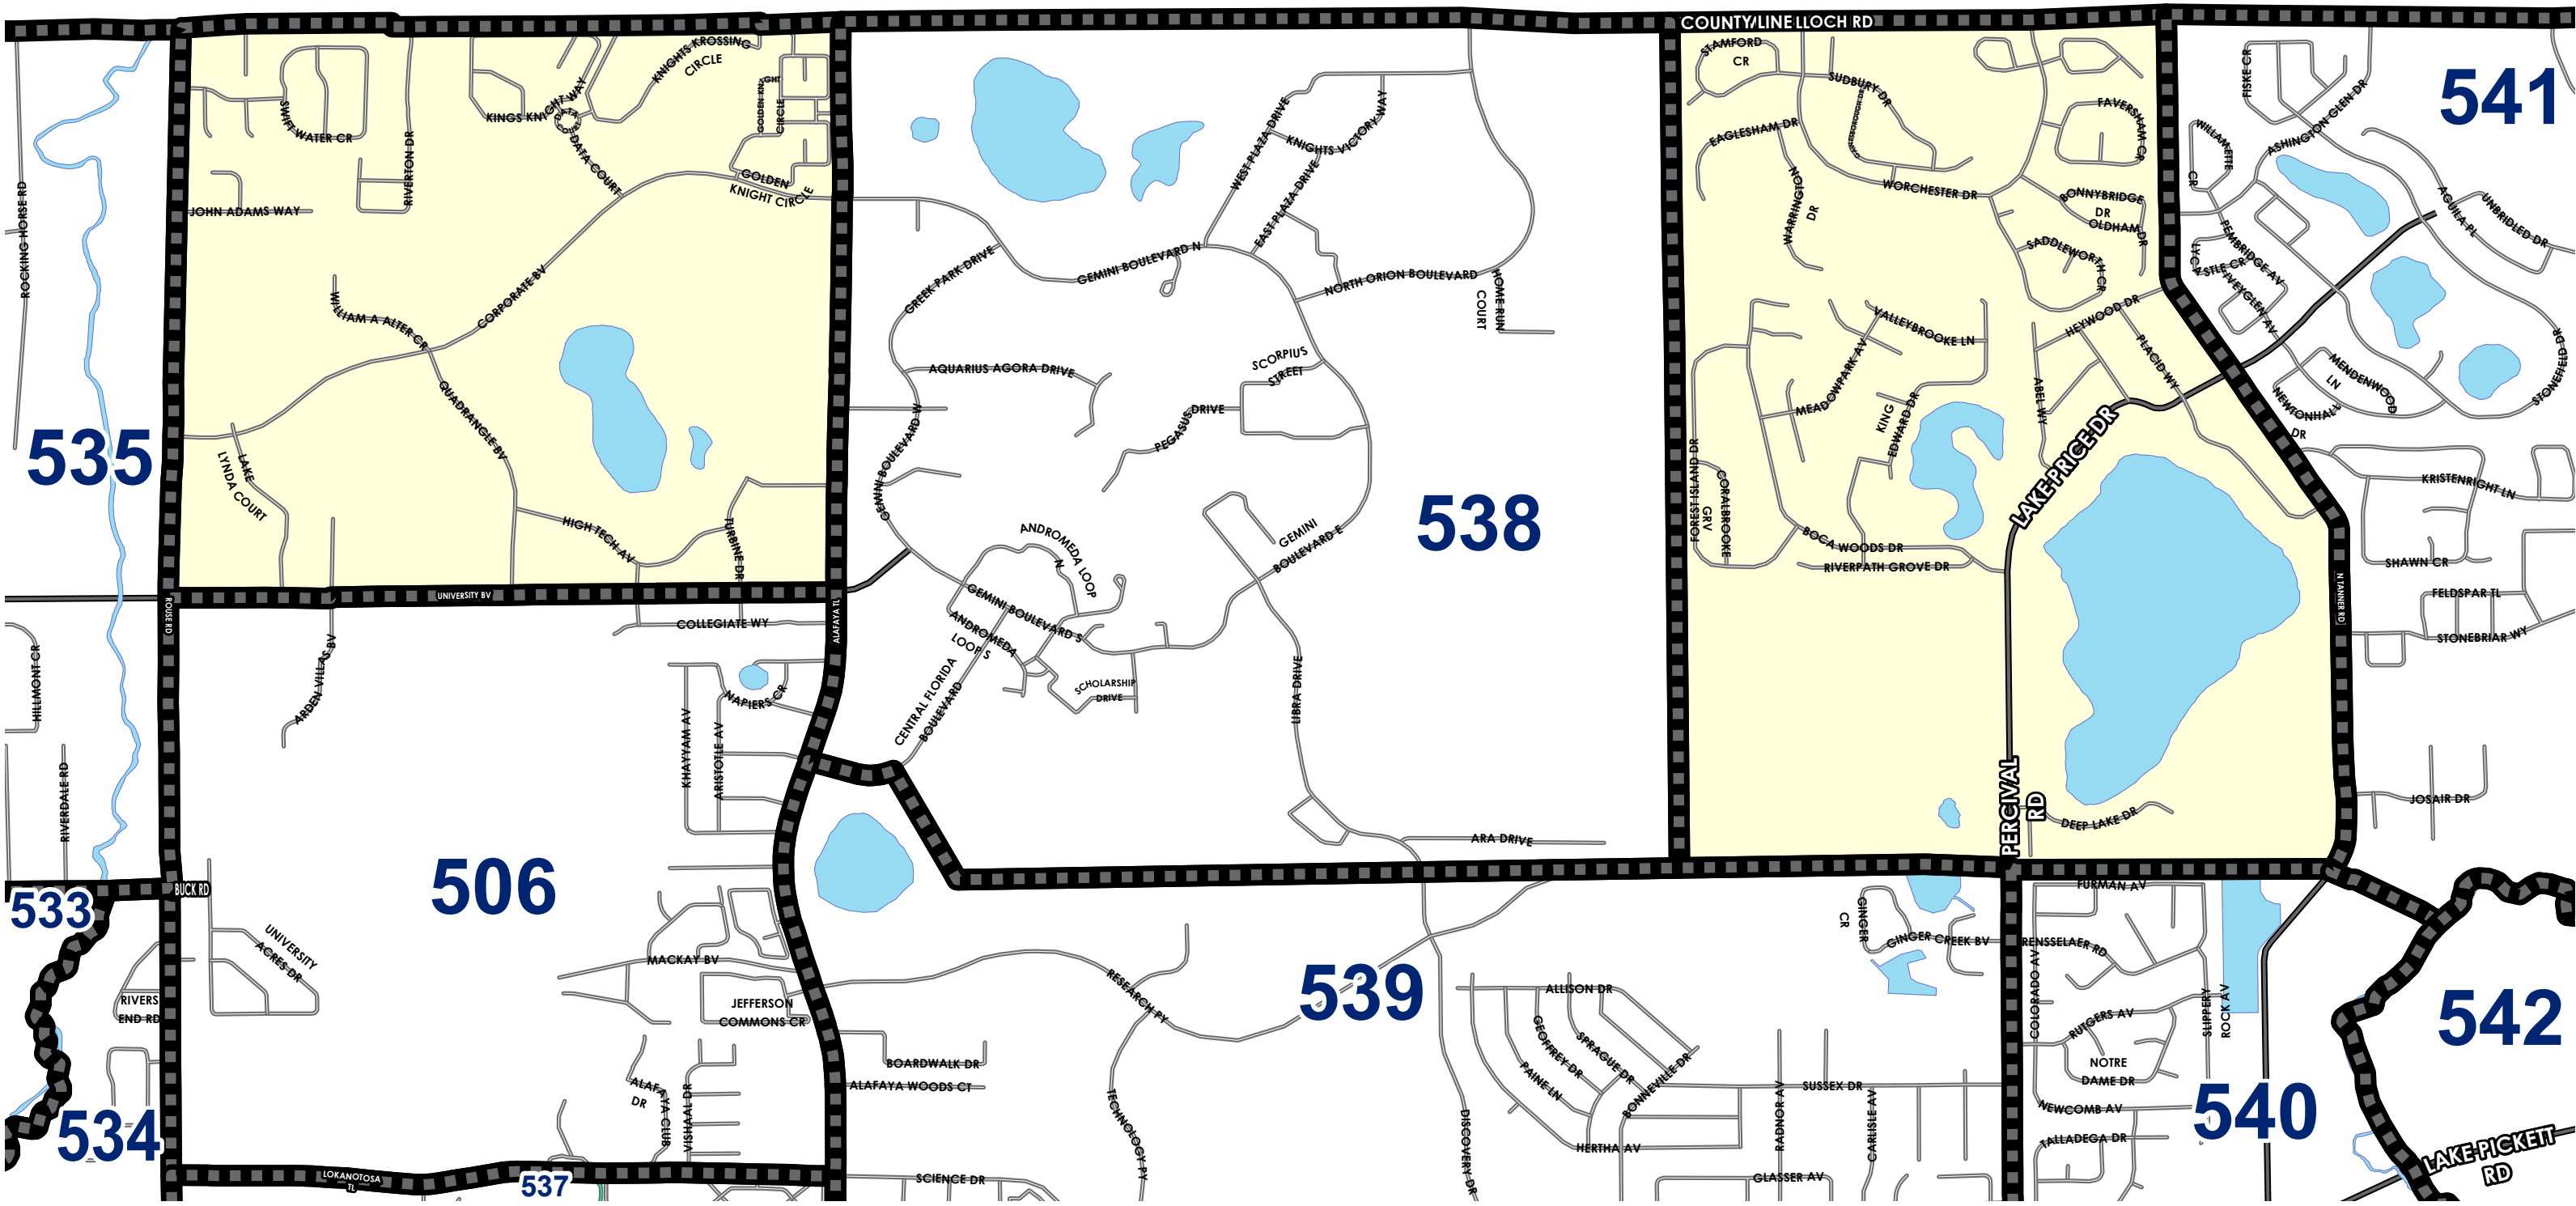 COUNTY LINE LLOCH RD
535
ROCKING HORSE RD
SWIFT WATER CR
RIVERTON DR
JOHN ADAMS WAY
KINGS KNIGHT WAY
KNIGHTS KROSSING
CIRCLE
DATA
COURT
DATA COURT
GOLDEN KNIGHT
CIRCLE
GOLDEN
KNIGHT CIRCLE
WILLIAM A ALTER CR
CORPORATE BV
QUADRANGLE BV
LAKE
LYNDA COURT
HIGH TECH AV
TURBINE DR
UNIVERSITY BV
ROUSE RD
ALAFAYA TL
538
WEST PLAZA DRIVE
KNIGHTS VICTORY WAY
EAST PLAZA DRIVE
GEMINI BOULEVARD N
NORTH ORION BOULEVARD
HOME RUN
COURT
GREEK PARK DRIVE
AQUARIUS AGORA DRIVE
SCORPIUS
STREET
PEGASUS DRIVE
GEMINI BOULEVARD W
GEMINI
BOULEVARD E
ANDROMEDA LOOP
N
GEMINI BOULEVARD S
ANDROMEDA
LOOP S
CENTRAL FLORIDA
BOULEVARD
SCHOLARSHIP
DRIVE
LIBRA DRIVE
ARA DRIVE
STAMFORD
CR
SUDBURY DR
EAGLESHAM DR
WARRINGTON
DR
WORCHESTER DR
FAVERSHAM CR
BONNYBRIDGE
DR
OLDHAM DR
SADDLEWORTH CR
HEYWOOD DR
PLACID WY
ABEL WY
VALLEYBROOKE LN
MEADOWPARK AV
KING
EDWARD DR
FOREST ISLAND DR
CORALBROOKE
GRV
BOCA WOODS DR
RIVERPATH GROVE DR
LAKE PRICE DR
PERCIVAL
RD
DEEP LAKE DR
N TANNER RD
541
FISKE CR
ASHINGTON GLEN DR
WILLAMETTE
CR
AGUILA PL
UNBRIDLED DR
PEMBRIDGE AV
IVEYGLEN AV
STONEFIELD DR
MENDENWOOD
LN
NEWTONHALL
DR
KRISTENRIGHT LN
SHAWN CR
FELDSPAR TL
STONEBRIAR WY
JOSAIR DR
506
HILLMONT CR
RIVERDALE RD
ARDEN VILLAS BV
COLLEGIATE WY
NAPIERS CR
KHAYYAM AV
ARISTOTLE AV
BUCK RD
533
UNIVERSITY
ACRES DR
RIVERS
END RD
534
MACKAY BV
JEFFERSON
COMMONS CR
ALAFAYA CLUB
DR
VISHAAL DR
LOKANOTOSA
TL
537
539
RESEARCH PY
BOARDWALK DR
ALAFAYA WOODS CT
TECHNOLOGY PY
SCIENCE DR
DISCOVERY DR
ALLISON DR
GEOFFREY DR
SPRAGUE DR
PAINE LN
BONNEVILLE DR
HERTHA AV
RADNOR AV
SUSSEX DR
CARLISLE AV
GLASSER AV
GINGER
CR
GINGER CREEK BV
540
FURMAN AV
RENSSELAER RD
COLORADO AV
RUTGERS AV
SLIPPERY
ROCK AV
NOTRE
DAME DR
NEWCOMB AV
TALLADEGA DR
542
LAKE PICKETT
RD